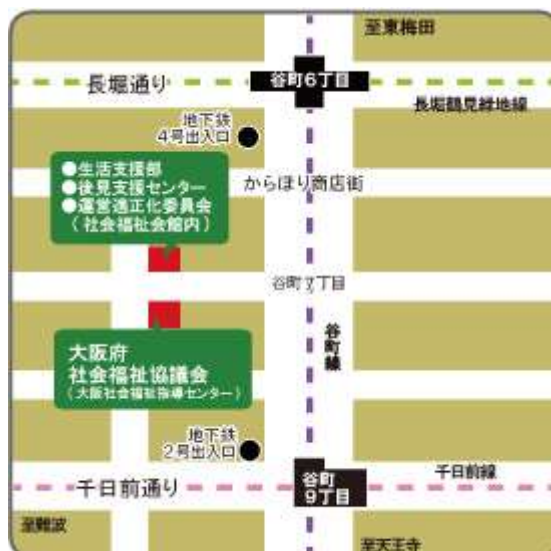 至東梅田
谷町6丁目
長堀通り
長堀鶴見緑地線
地下鉄
4号出入口
●生活支援部
●後見支援センター
●運営適正化委員会
（社会福祉会館内）
からほり商店街
谷町7丁目
谷町線
大阪府
社会福祉協議会
（大阪社会福祉指導センター）
地下鉄
2号出入口
千日前線
谷町
9丁目
千日前通り
至難波
至天王寺